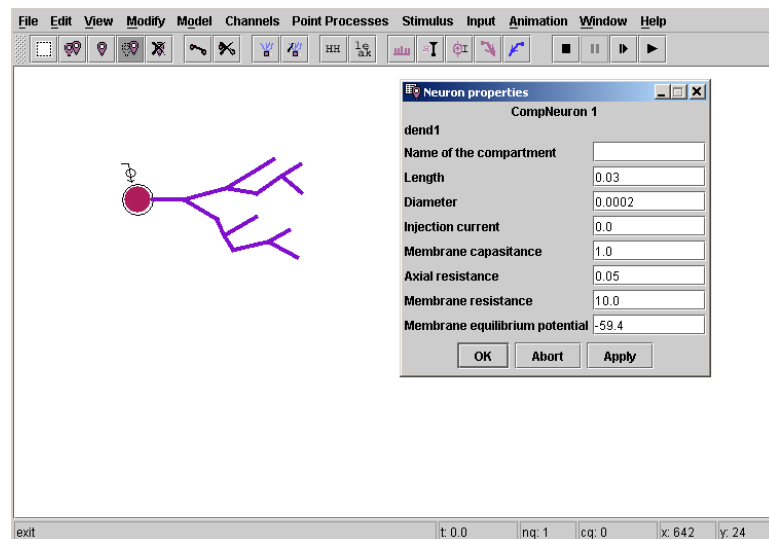 File Edit View Modify Model Channels Point Processes Stimulus Input Animation Window Help
HH le ak I I
Neuron properties
CompNeuron 1
dend1
Name of the compartment
Length 0.03
Diameter 0.0002
Injection current 0.0
Membrane capasitance 1.0
Axial resistance 0.05
Membrane resistance 10.0
Membrane equilibrium potential -59.4
OK Abort Apply
exit t: 0.0 nq: 1 cq: 0 x: 642 y: 24